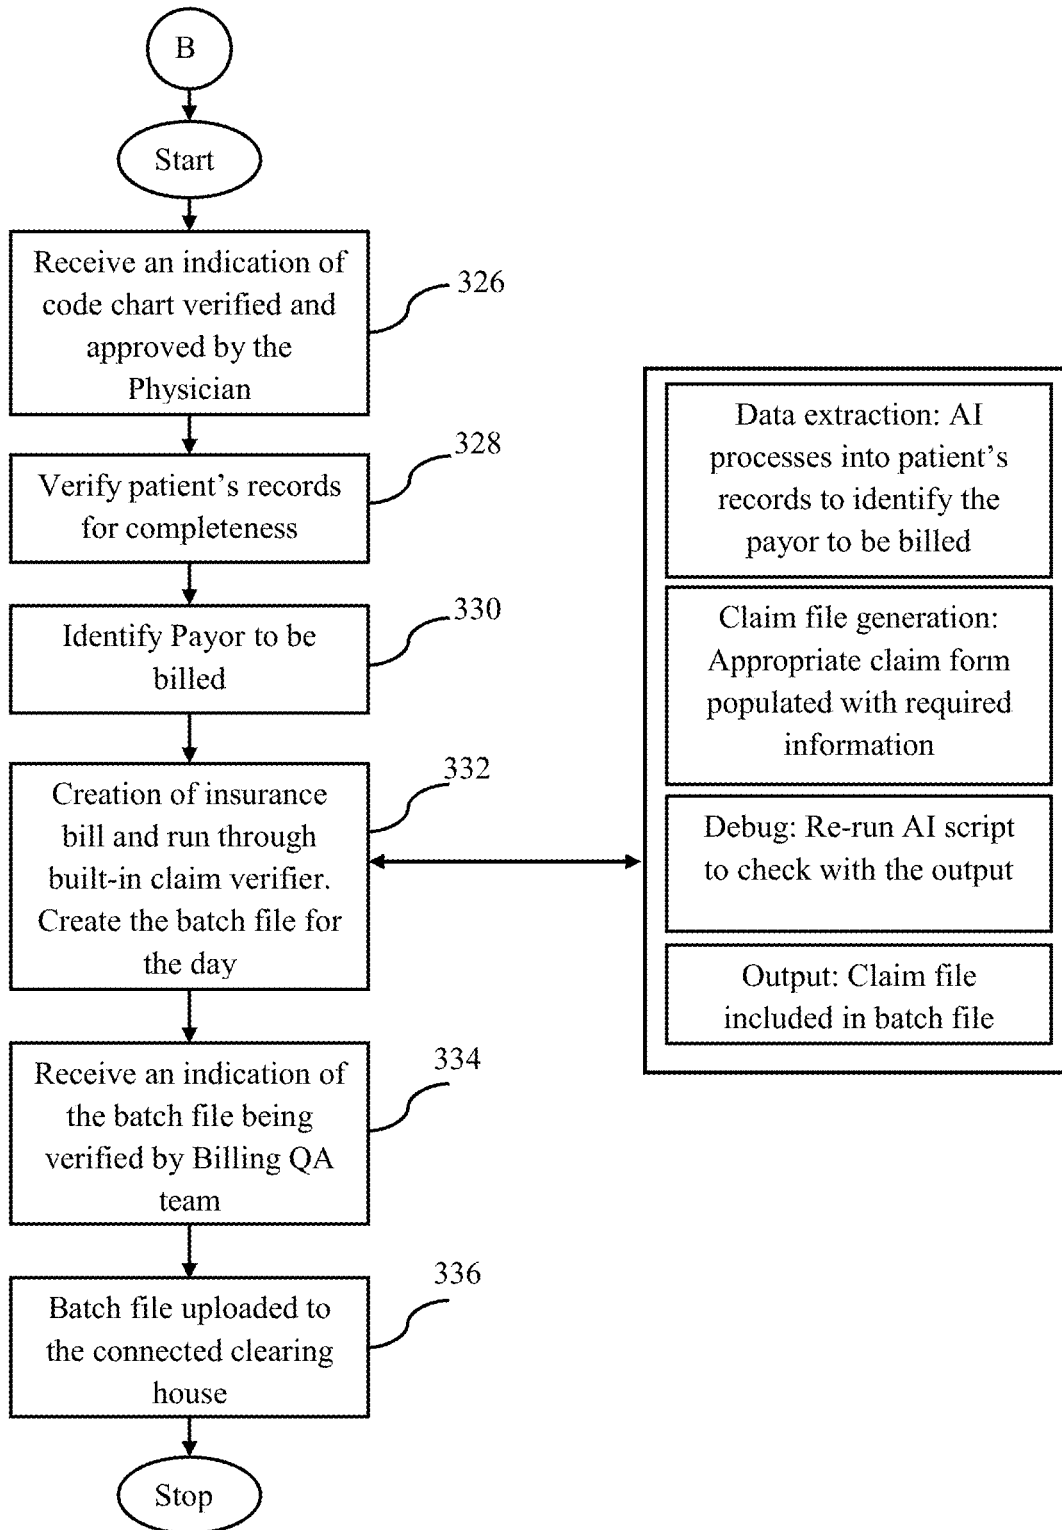 B
Start
Receive an indication of
code chart verified and
approved by the
Physician
326
Verify patient's records
for completeness
328
Identify Payor to be
billed
330
Creation of insurance
bill and run through
built-in claim verifier.
Create the batch file for
the day
332
Data extraction: AI
processes into patient's
records to identify the
payor to be billed
Claim file generation:
Appropriate claim form
populated with required
information
Debug: Re-run AI script
to check with the output
Output: Claim file
included in batch file
Receive an indication of
the batch file being
verified by Billing QA
team
334
Batch file uploaded to
the connected clearing
house
336
Stop